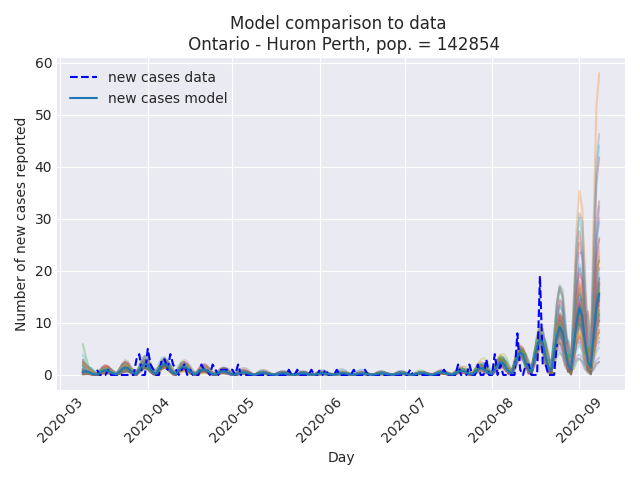 Model comparison to data
Ontario - Huron Perth, pop. = 142854
60
50
40
30
20
10
0
Number of new cases reported
new cases data
new cases model
2020-03
2020-04
2020-05
2020-06
2020-07
2020-08
2020-09
Day